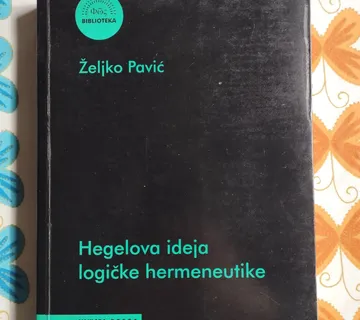 BIBLIOTEKA
Željko Pavić
Hegelova ideja
logičke hermeneutike